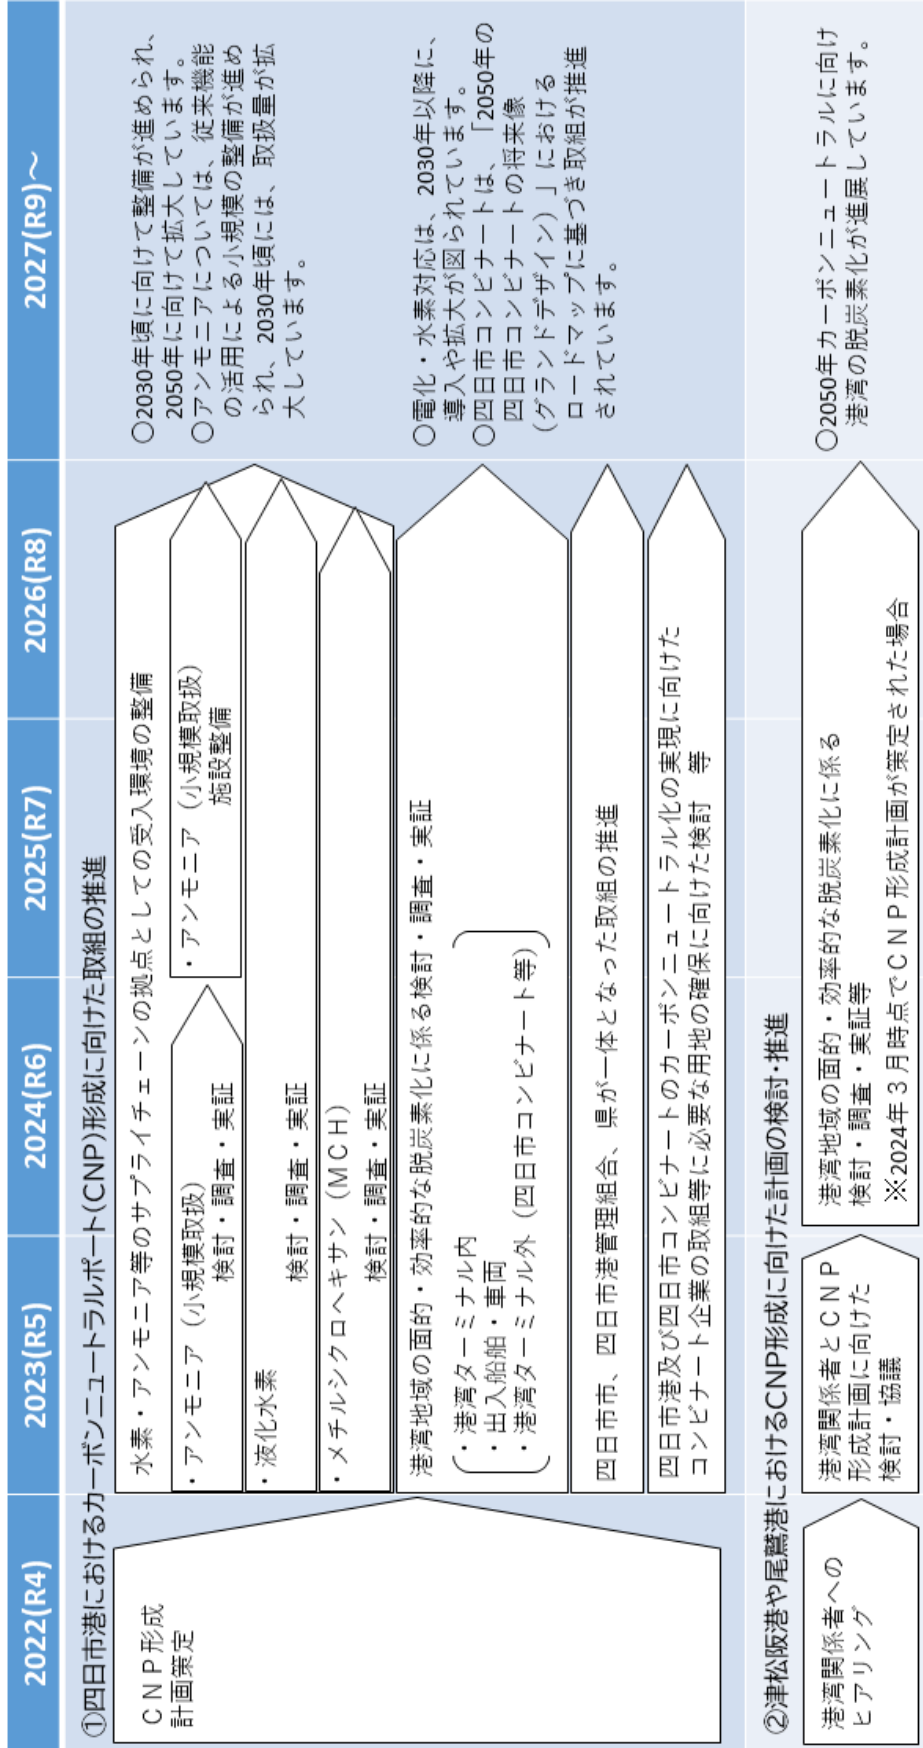 2022(R4)
2023(R5)
2024(R6)
2025(R7)
2026(R8)
2027(R9)～
①四日市港におけるカーボンニュートラルポート(CNP)形成に向けた取組の推進
ＣＮＰ形成
計画策定
水素・アンモニア等のサプライチェーンの拠点としての受入環境の整備
・アンモニア（小規模取扱）
検討・調査・実証
・アンモニア（小規模取扱）
施設整備
・液化水素
検討・調査・実証
・メチルシクロヘキサン（ＭＣＨ）
検討・調査・実証
港湾地域の面的・効率的な脱炭素化に係る検討・調査・実証
・港湾ターミナル内
・出入船舶・車両
・港湾ターミナル外（四日市コンビナート等）
四日市市、四日市港管理組合、県が一体となった取組の推進
四日市港及び四日市コンビナートのカーボンニュートラル化の実現に向けた
コンビナート企業の取組等に必要な用地の確保に向けた検討　等
〇2030年頃に向けて整備が進められ、
2050年に向けて拡大しています。
〇アンモニアについては、従来機能
の活用による小規模の整備が進め
られ、2030年頃には、取扱量が拡
大しています。
〇電化・水素対応は、2030年以降に、
導入や拡大が図られています。
〇四日市コンビナートは、「2050年の
四日市コンビナートの将来像
（グランドデザイン）」における
ロードマップに基づき取組が推進
されています。
②津松阪港や尾鷲港におけるCNP形成に向けた計画の検討・推進
港湾関係者への
ヒアリング
港湾関係者とＣＮＰ
形成計画に向けた
検討・協議
港湾地域の面的・効率的な脱炭素化に係る
検討・調査・実証等
※2024年３月時点でＣＮＰ形成計画が策定された場合
〇2050年カーボンニュートラルに向け
港湾の脱炭素化が進展しています。